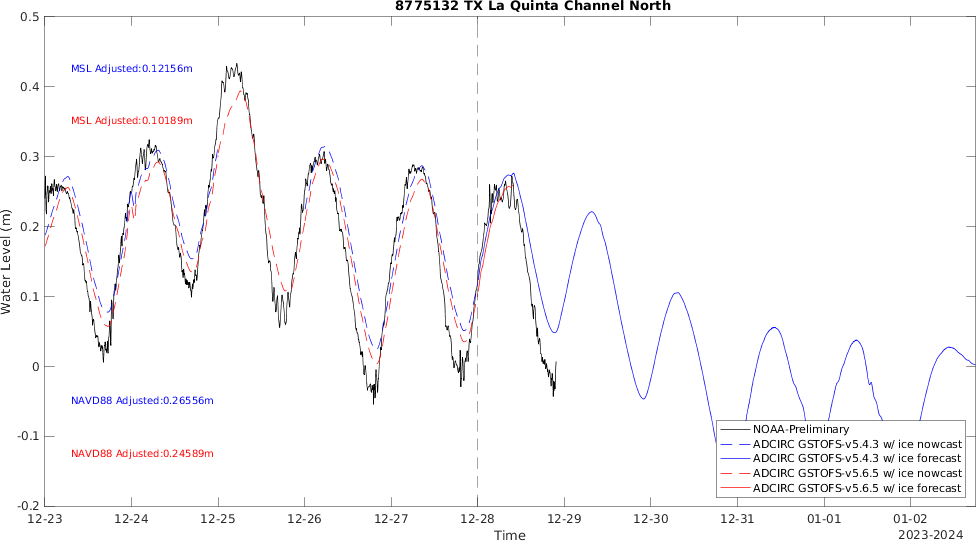 8775132 TX La Quinta Channel North
Water Level (m)
0.5
0.4
0.3
0.2
0.1
0
-0.1
-0.2
MSL Adjusted:0.12156m
MSL Adjusted:0.10189m
NAVD88 Adjusted:0.26556m
NAVD88 Adjusted:0.24589m
NOAA-Preliminary
ADCIRC GSTOFS-v5.4.3 w/ ice nowcast
ADCIRC GSTOFS-v5.4.3 w/ ice forecast
ADCIRC GSTOFS-v5.6.5 w/ ice nowcast
ADCIRC GSTOFS-v5.6.5 w/ ice forecast
12-23 12-24 12-25 12-26 12-27 12-28 12-29 12-30 12-31 01-01 01-02
Time
2023-2024